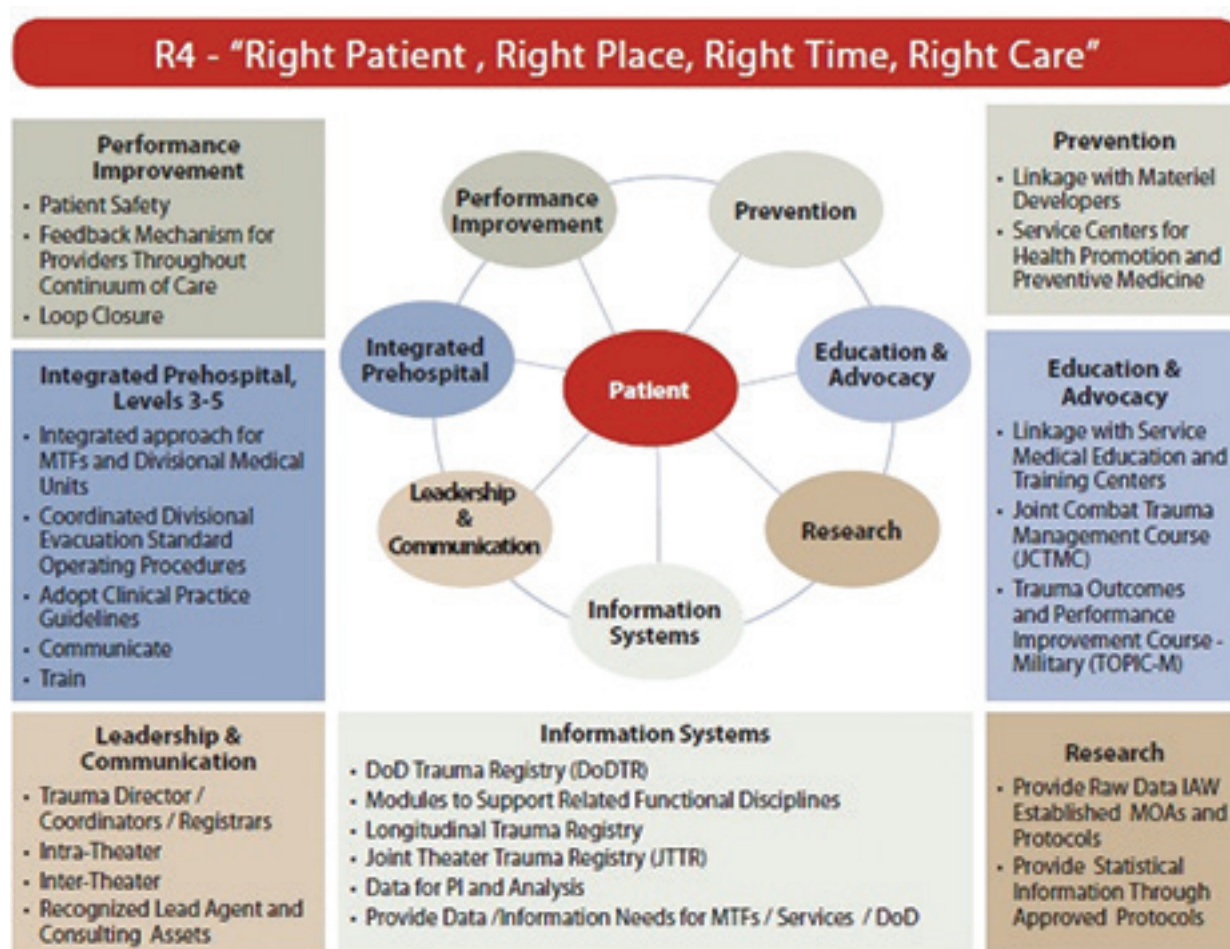 R4 - “Right Patient , Right Place, Right Time, Right Care”
Performance
Improvement
• Patient Safety
• Feedback Mechanism for
Providers Throughout
Continuum of Care
• Loop Closure
Integrated Prehospital,
Levels 3-5
• Integrated approach for
MTFs and Divisional Medical
Units
• Coordinated Divisional
Evacuation Standard
Operating Procedures
• Adopt Clinical Practice
Guidelines
• Communicate
• Train
Leadership &
Communication
• Trauma Director /
Coordinators / Registrars
• Intra-Theater
• Inter-Theater
• Recognized Lead Agent and
Consulting Assets
Performance
Improvement
Prevention
Integrated
Prehospital
Patient
Education &
Advocacy
Leadership
&
Communication
Research
Information
Systems
Information Systems
• DoD Trauma Registry (DoDTR)
• Modules to Support Related Functional Disciplines
• Longitudinal Trauma Registry
• Joint Theater Trauma Registry (JTTR)
• Data for PI and Analysis
• Provide Data /Information Needs for MTFs / Services / DoD
Prevention
• Linkage with Materiel
Developers
• Service Centers for
Health Promotion and
Preventive Medicine
Education &
Advocacy
• Linkage with Service
Medical Education and
Training Centers
• Joint Combat Trauma
Management Course
(JCTMC)
• Trauma Outcomes
and Performance
Improvement Course -
Military (TOPIC-M)
Research
• Provide Raw Data IAW
Established MOAs and
Protocols
• Provide Statistical
Information Through
Approved Protocols